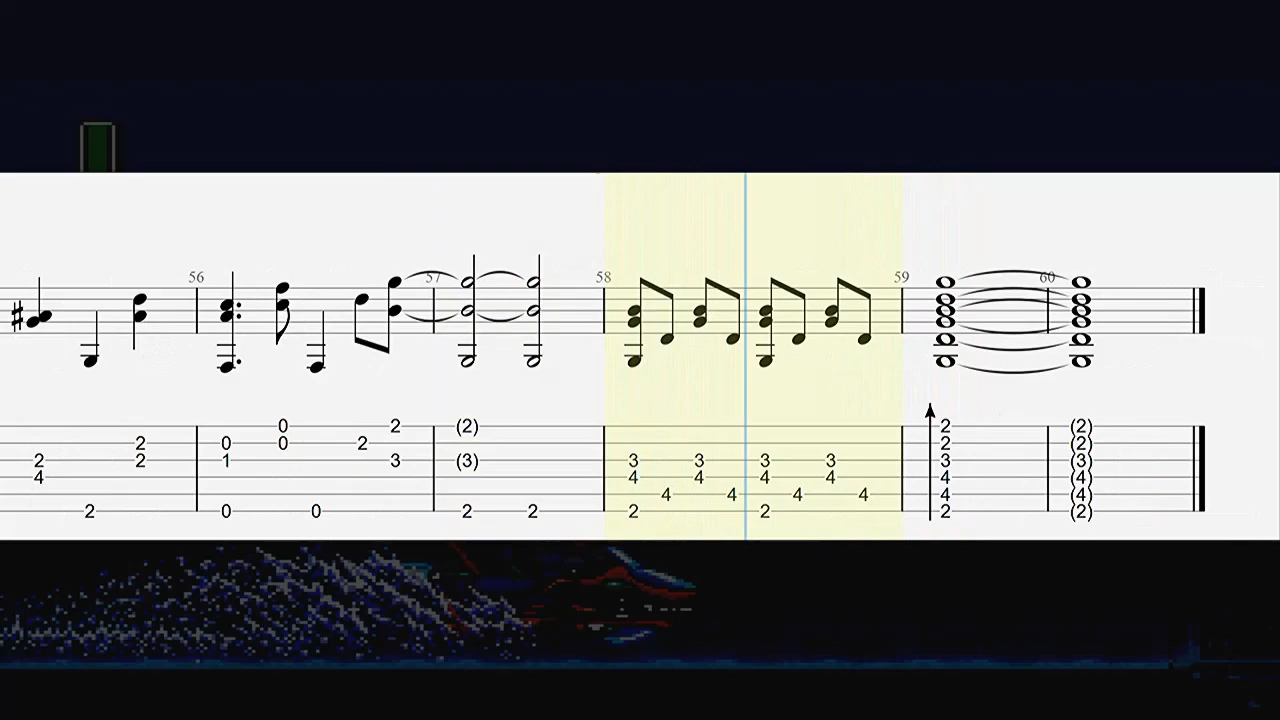 56 57 58 59 60
0 2 (2) 2 (2)
2 0 0 2 2 (2)
2 2 1 3 (3) 3 3 3 3 3 (3)
4 4 4 4 4 4 (4)
4 4 4 4 4 (4)
2 0 0 2 2 2 2 2 (2)